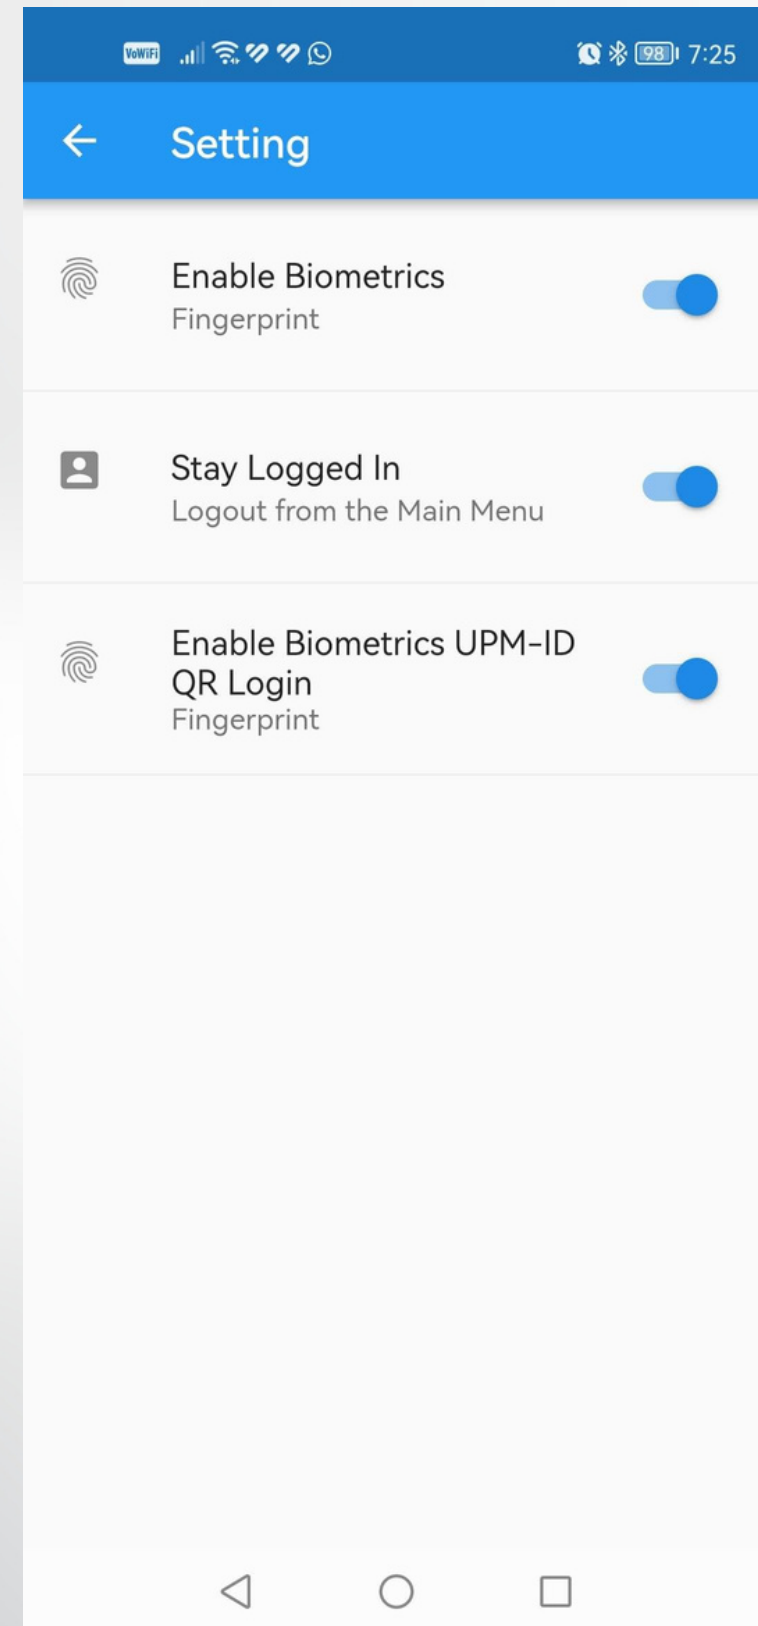 VoWiFi 98 7:25
Setting
Enable Biometrics
Fingerprint
Stay Logged In
Logout from the Main Menu
Enable Biometrics UPM-ID
QR Login
Fingerprint